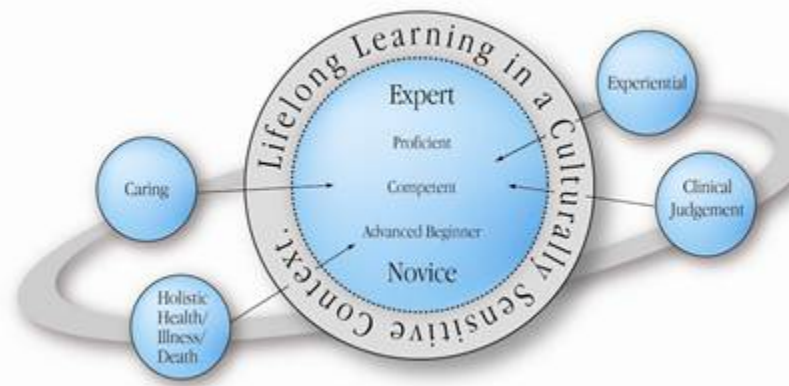 Lifelong Learning in a Culturally Sensitive Context.
Expert
Proficient
Competent
Advanced Beginner
Novice
Caring
Holistic
Health/
Illness/
Death
Experiential
Clinical
Judgement